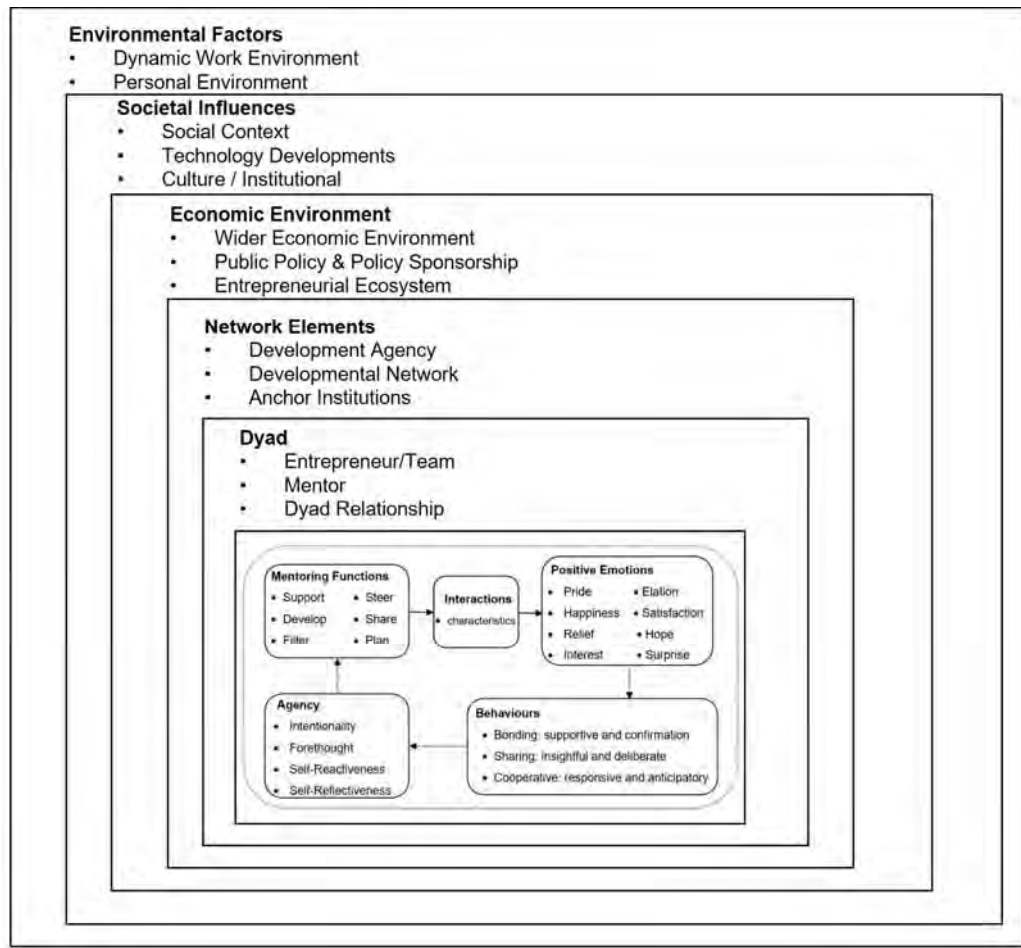 Environmental Factors
• Dynamic Work Environment
• Personal Environment
Societal Influences
• Social Context
• Technology Developments
• Culture / Institutional
Economic Environment
• Wider Economic Environment
• Public Policy & Policy Sponsorship
• Entrepreneurial Ecosystem
Network Elements
• Development Agency
• Developmental Network
• Anchor Institutions
Dyad
• Entrepreneur/Team
• Mentor
• Dyad Relationship
Mentoring Functions
• Support • Steer
• Develop • Share
• Filter • Plan
Interactions
• characteristics
Positive Emotions
• Pride • Elation
• Happiness • Satisfaction
• Relief • Hope
• Interest • Surprise
Agency
• Intentionality
• Forethought
• Self-Reactiveness
• Self-Reflectiveness
Behaviours
• Bonding: supportive and confirmation
• Sharing: insightful and deliberate
• Cooperative: responsive and anticipatory